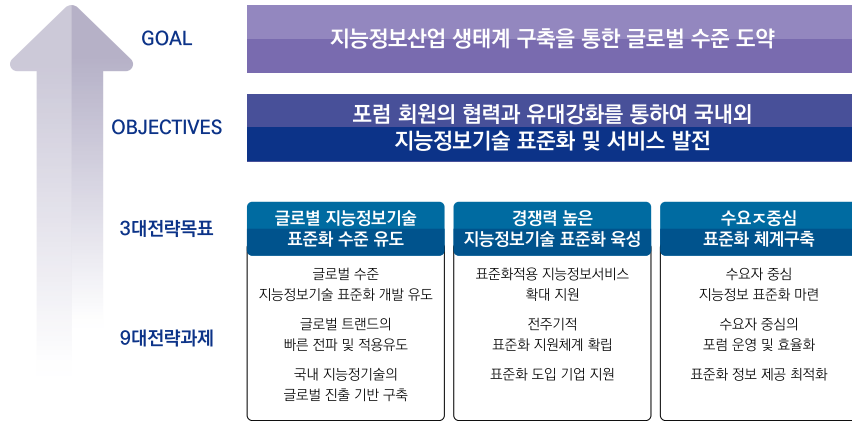 GOAL
지능정보산업 생태계 구축을 통한 글로벌 수준 도약
OBJECTIVES
포럼 회원의 협력과 유대강화를 통하여 국내외
지능정보기술 표준화 및 서비스 발전
3대전략목표
글로별 지능정보기술
표준화 수준 유도
경쟁력 높은
지능정보기술 표준화 육성
수요ㅈ중심
표준화 체계구축
9대전략과제
글로벌 수준
지능정보기술 표준화 개발 유도
글로벌 트랜드의
빠른 전파 및 적용유도
국내 지능정기술의
글로벌 진출 기반 구축
표준화적용 지능정보서비스
확대 지원
전주기적
표준화 지원체계 확립
표준화 도입 기업 지원
수요자 중심
지능정보 표준화 마련
수요자 중심의
포럼 운영 및 효율화
표준화 정보 제공 최적화